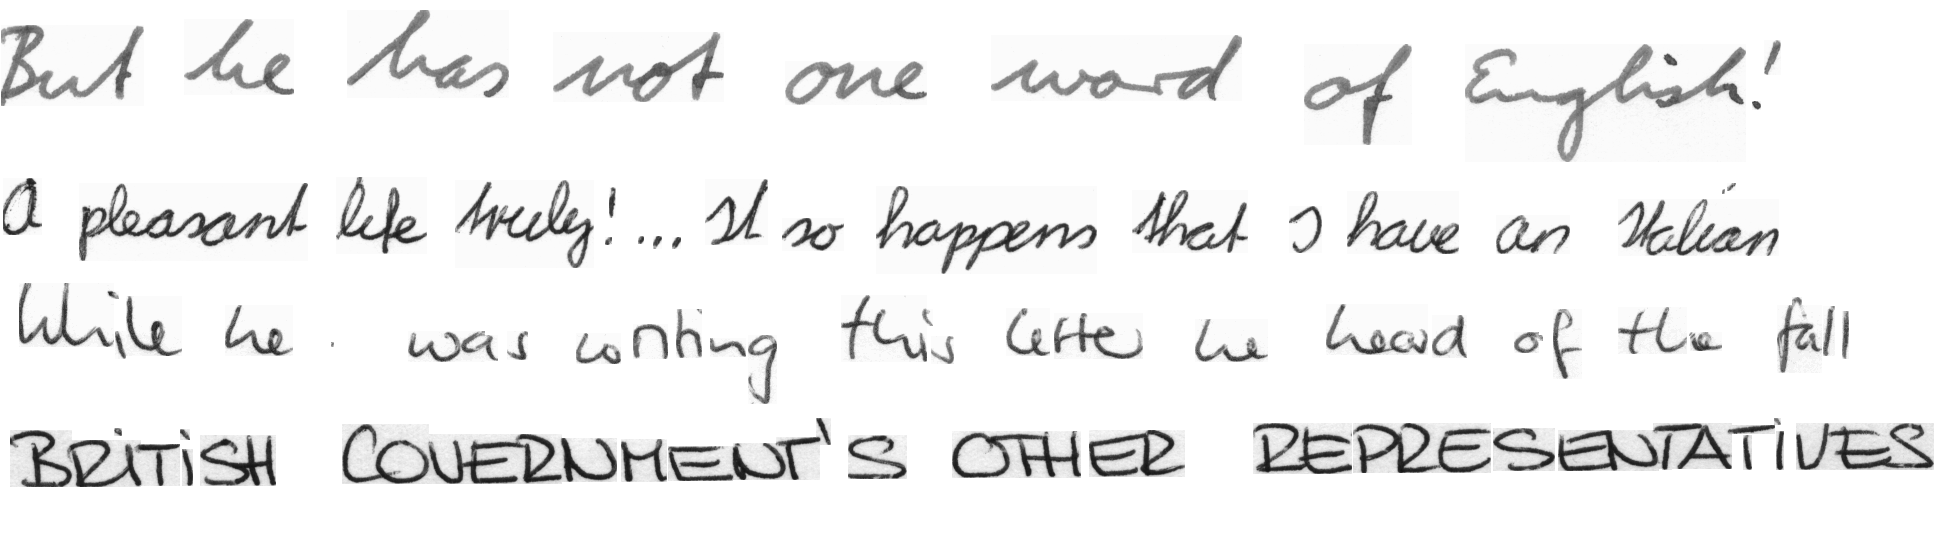 But he has not one word of English!
A pleasant life truly!... It so happens that I have an Italian
While he . was writing this letter he heard of the fall
BRITISH GOVERNMENT'S OTHER REPRESENTATIVES